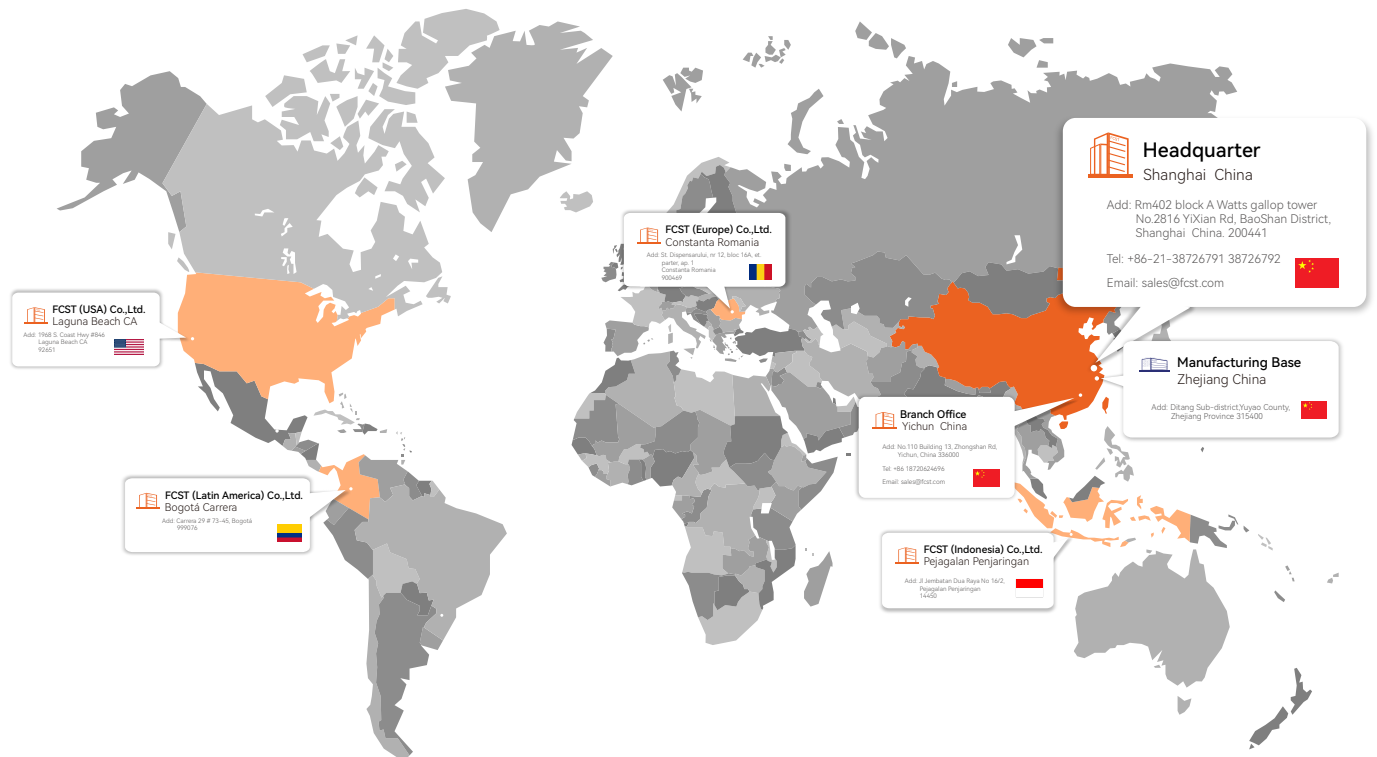 Headquarter
Shanghai China
Add: Rm402 block A Watts gallop tower
No.2816 YiXian Rd, BaoShan District,
Shanghai China. 200441
Tel: +86-21-38726791 38726792
Email: sales@fcst.com
FCST (Europe) Co.,Ltd.
Constanta Romania
Add: St. Dispensarului, nr 12, bloc 16A, et.
parter, ap. 1
Constanta Romania
900469
FCST (USA) Co.,Ltd.
Laguna Beach CA
Add: 1968 S. Coast Hwy #846
Laguna Beach CA
92651
Manufacturing Base
Zhejiang China
Add: Ditang Sub-district,Yuyao County,
Zhejiang Province 315400
Branch Office
Yichun China
Add: No.110 Building 13, Zhongshan Rd,
Yichun, China 336000
Tel: +86 18720624696
Email: sales@fcst.com
FCST (Latin America) Co.,Ltd.
Bogotá Carrera
Add: Carrera 29 # 73-45, Bogotá
999076
FCST (Indonesia) Co.,Ltd.
Pejagalan Penjaringan
Add: Jl Jembatan Dua Raya No 16/2,
Pejagalan Penjaringan
14450